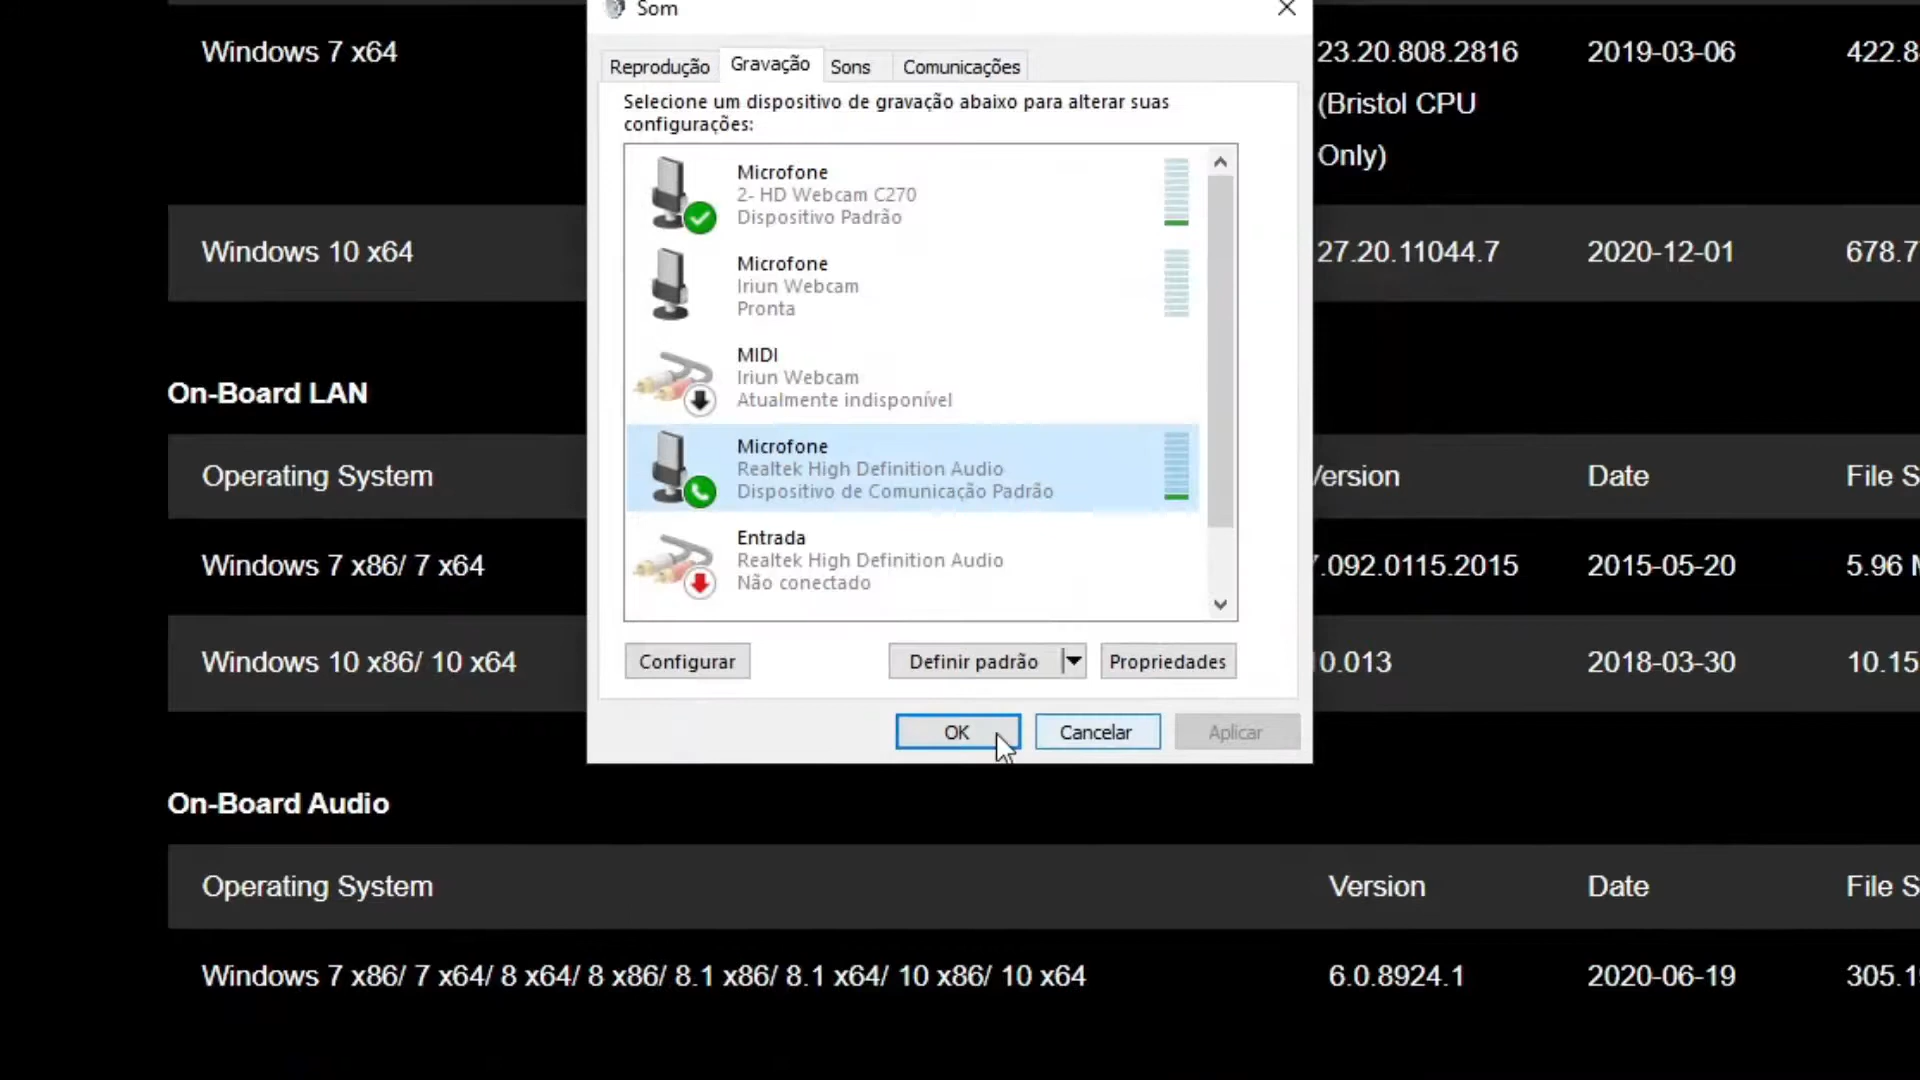 Som
Reprodução Gravação Sons Comunicações
Selecione um dispositivo de gravação abaixo para alterar suas
configurações:
Microfone
2- HD Webcam C270
Dispositivo Padrão
Microfone
Iriun Webcam
Pronta
MIDI
Iriun Webcam
Atualmente indisponível
Microfone
Realtek High Definition Audio
Dispositivo de Comunicação Padrão
Entrada
Realtek High Definition Audio
Não conectado
Configurar Definir padrão Propriedades
OK Cancelar Aplicar
Windows 7 x64 23.20.808.2816 2019-03-06 422.8
(Bristol CPU
Only)
Windows 10 x64 27.20.11044.7 2020-12-01 678.7
On-Board LAN
Operating System Version Date File S
Windows 7 x86/ 7 x64 7.092.0115.2015 2015-05-20 5.96
Windows 10 x86/ 10 x64 0.013 2018-03-30 10.15
On-Board Audio
Operating System Version Date File S
Windows 7 x86/ 7 x64/ 8 x64/ 8 x86/ 8.1 x86/ 8.1 x64/ 10 x86/ 10 x64 6.0.8924.1 2020-06-19 305.1